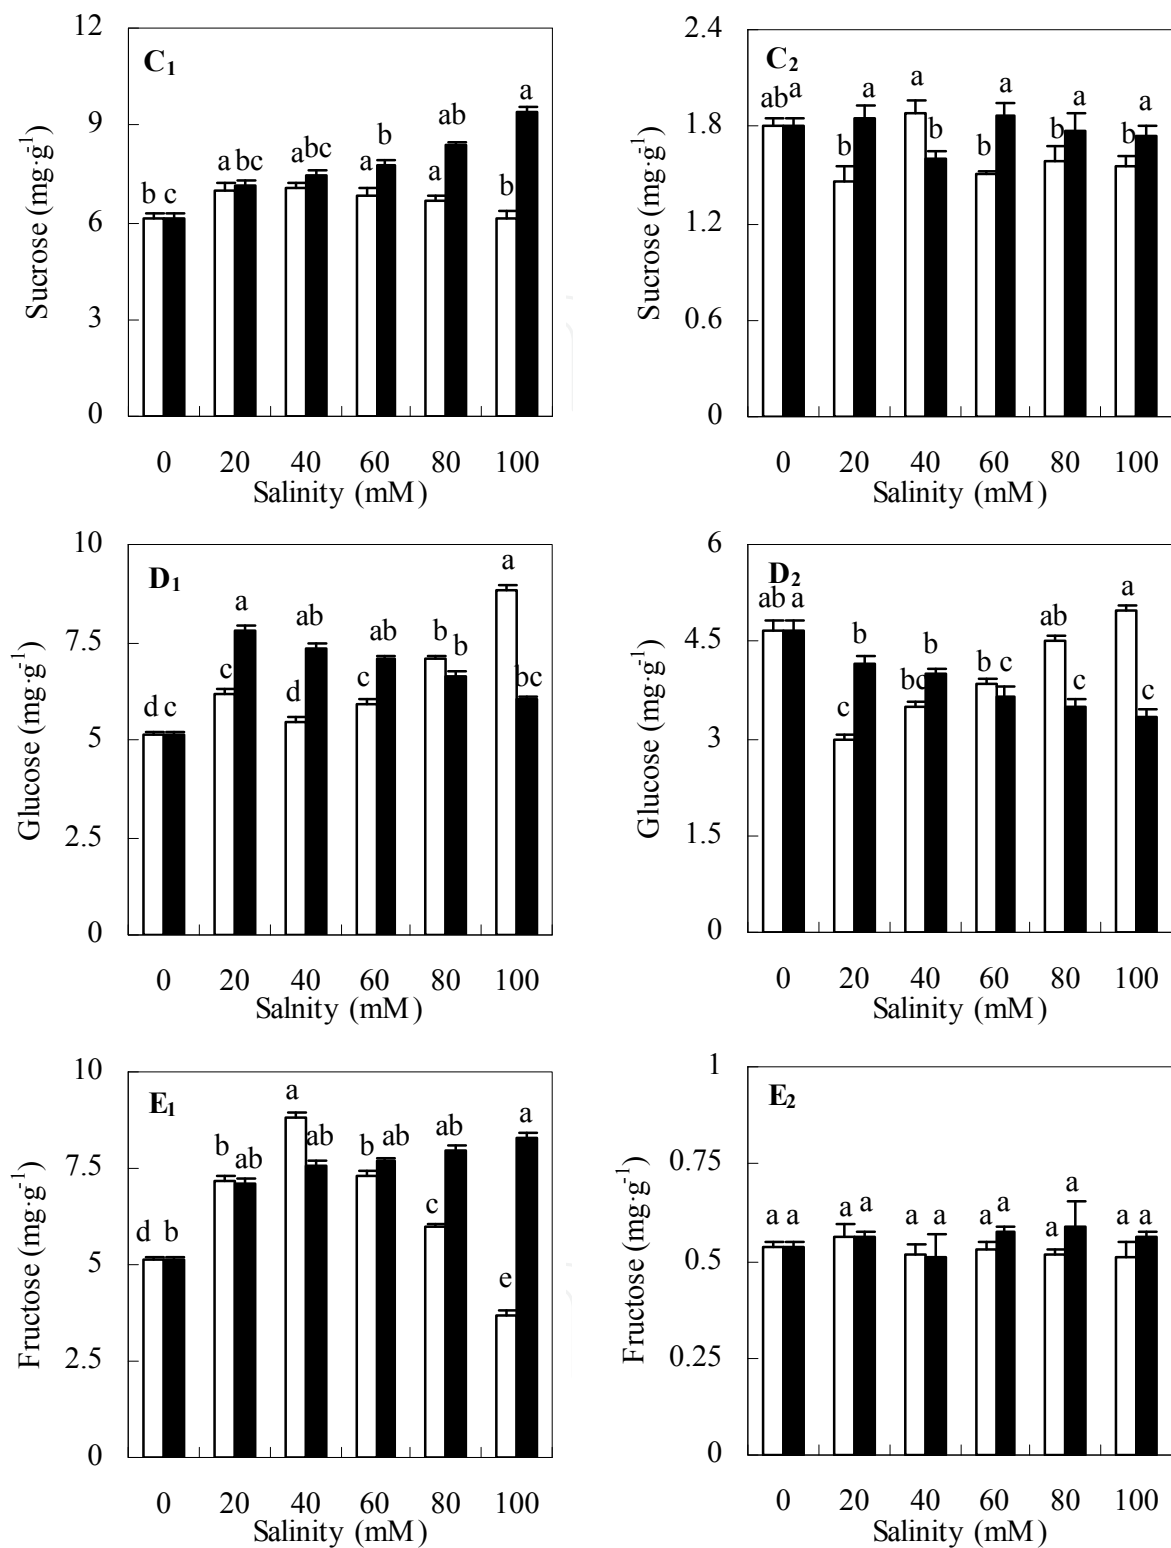 12
C1
a
ab
9
b
a bc
abc
a
a
b c
b
6
3
0
Sucrose (mg·g-1)
0 20 40 60 80 100
Salinity (mM)
2.4
C2
a
ab a
a
a
a
a
b
b
b
b
b
1.8
1.2
0.6
0
Sucrose (mg·g-1)
0 20 40 60 80 100
Salinity (mM)
10
D1
a
a
ab
ab
b
b
7.5
c
d
c
bc
d c
5
2.5
0
Glucose (mg·g-1)
0 20 40 60 80 100
Salnity (mM)
6
D2
ab a
a
ab
b
b
4.5
bc
b c
c
c
c
3
1.5
0
Glucose (mg·g-1)
0 20 40 60 80 100
Salinity (mM)
10
E1
a
a
b
ab
ab
b ab
ab
7.5
c
d b
e
5
2.5
0
Fructose (mg·g-1)
0 20 40 60 80 100
Salinity (mM)
1
E2
0.75
a a
a a
a a
a a
a
a
a a
0.5
0.25
0
Fructose (mg·g-1)
0 20 40 60 80 100
Salinity (mM)